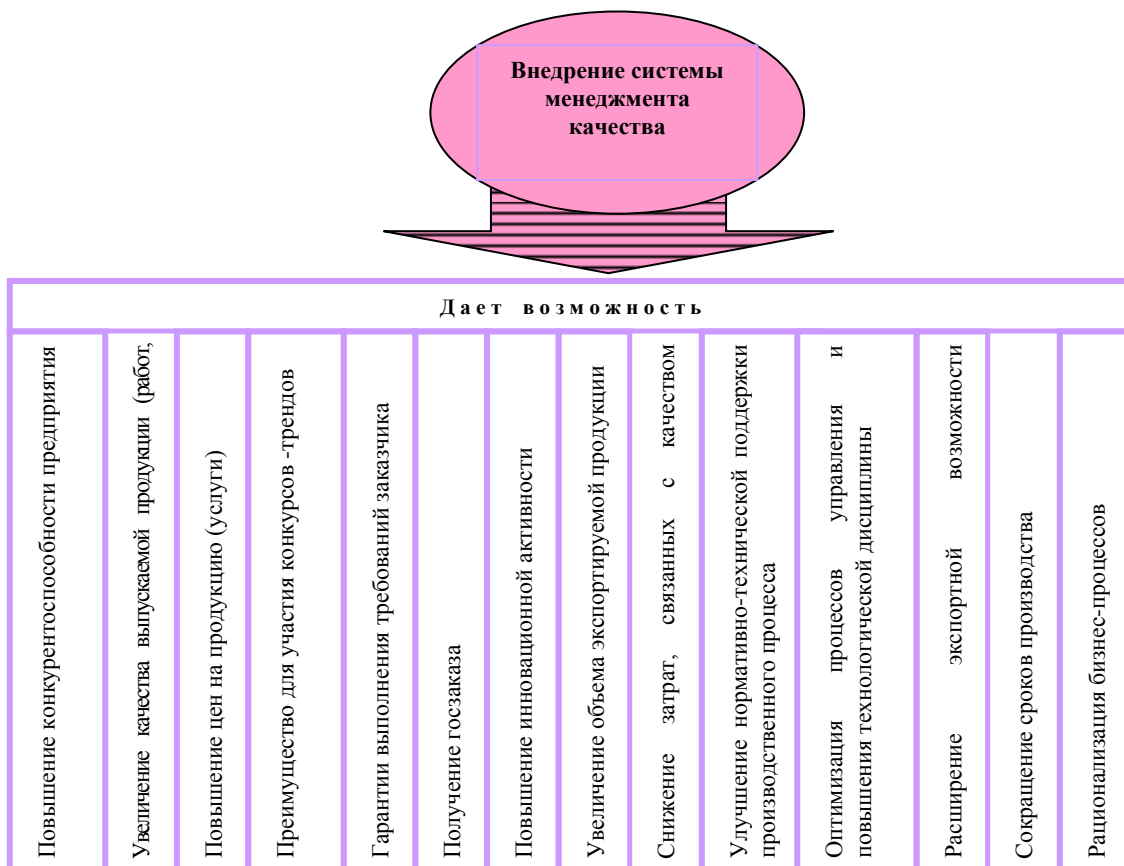 Внедрение системы
менеджмента
качества
Дает возможность
Повышение конкурентоспособности предприятия
Увеличение качества выпускаемой продукции (работ,
Повышение цен на продукцию (услуги)
Преимущество для участия конкурсов -трендов
Гарантии выполнения требований заказчика
Получение госзаказа
Повышение инновационной активности
Увеличение объема экспортируемой продукции
Снижение затрат, связанных с качеством
Улучшение нормативно-технической поддержки
производственного процесса
Оптимизация процессов управления и
повышения технологической дисциплины
Расширение экспортной возможности
Сокращение сроков производства
Рационализация бизнес-процессов